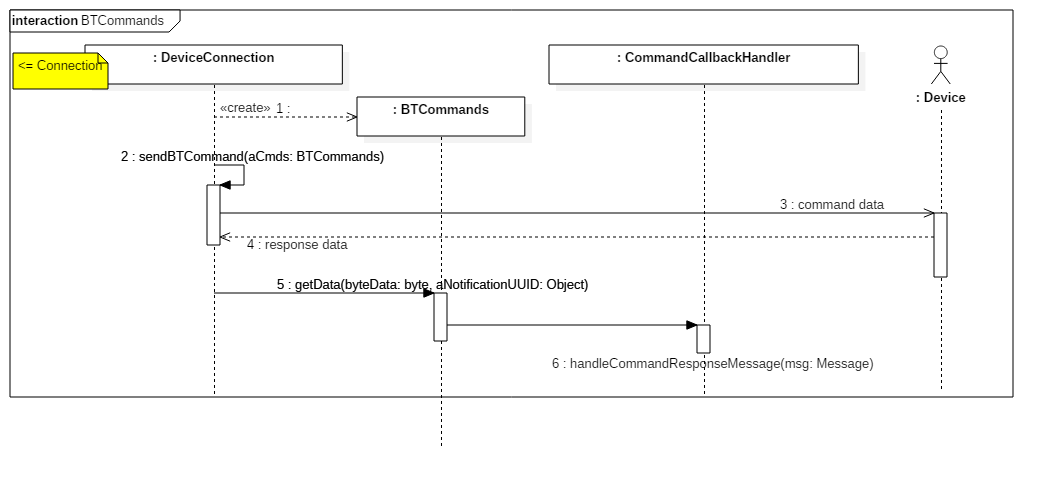 interaction BTCommands
<= Connection
: DeviceConnection
: CommandCallbackHandler
: Device
«create» 1 :
: BTCommands
2 : sendBTCommand(aCmds: BTCommands)
3 : command data
4 : response data
5 : getData(byteData: byte, aNotificationUUID: Object)
6 : handleCommandResponseMessage(msg: Message)